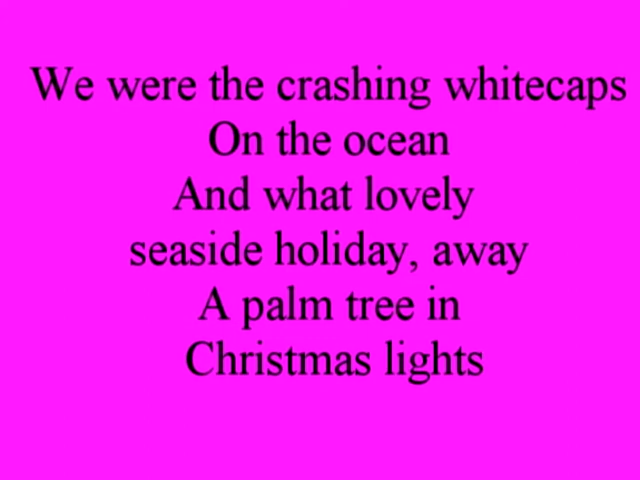 We were the crashing whitecaps
On the ocean
And what lovely
seaside holiday, away
A palm tree in
Christmas lights